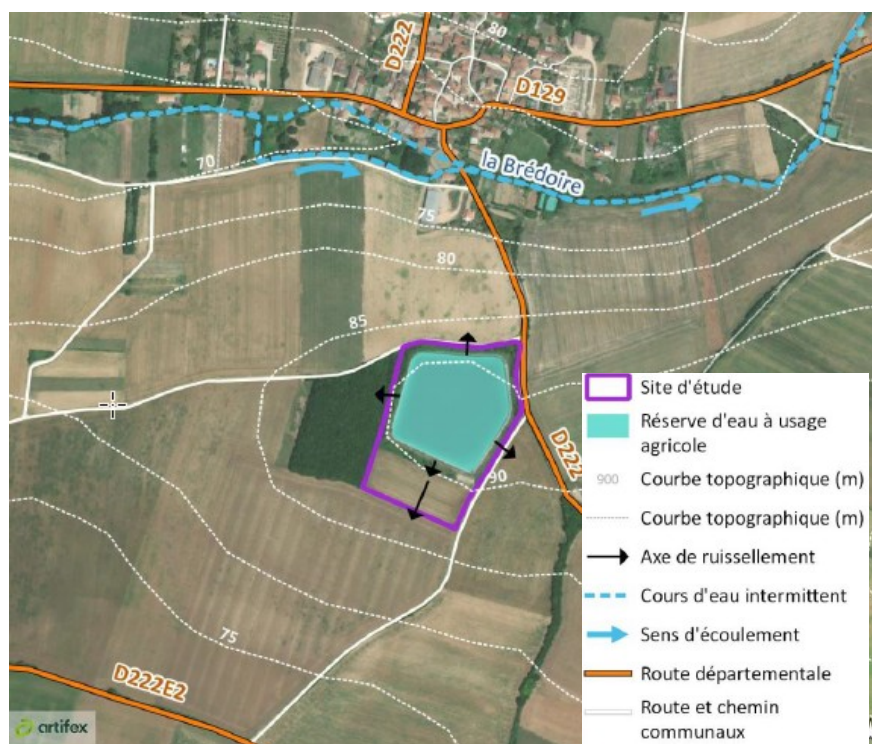 80
D222
D129
la Brédoire
70
75
80
85
90
D222
75
D222E2
artifex
Site d'étude
Réserve d'eau à usage
agricole
900
Courbe topographique (m)
Courbe topographique (m)
Axe de ruissellement
Cours d'eau intermittent
Sens d'écoulement
Route départementale
Route et chemin
communaux